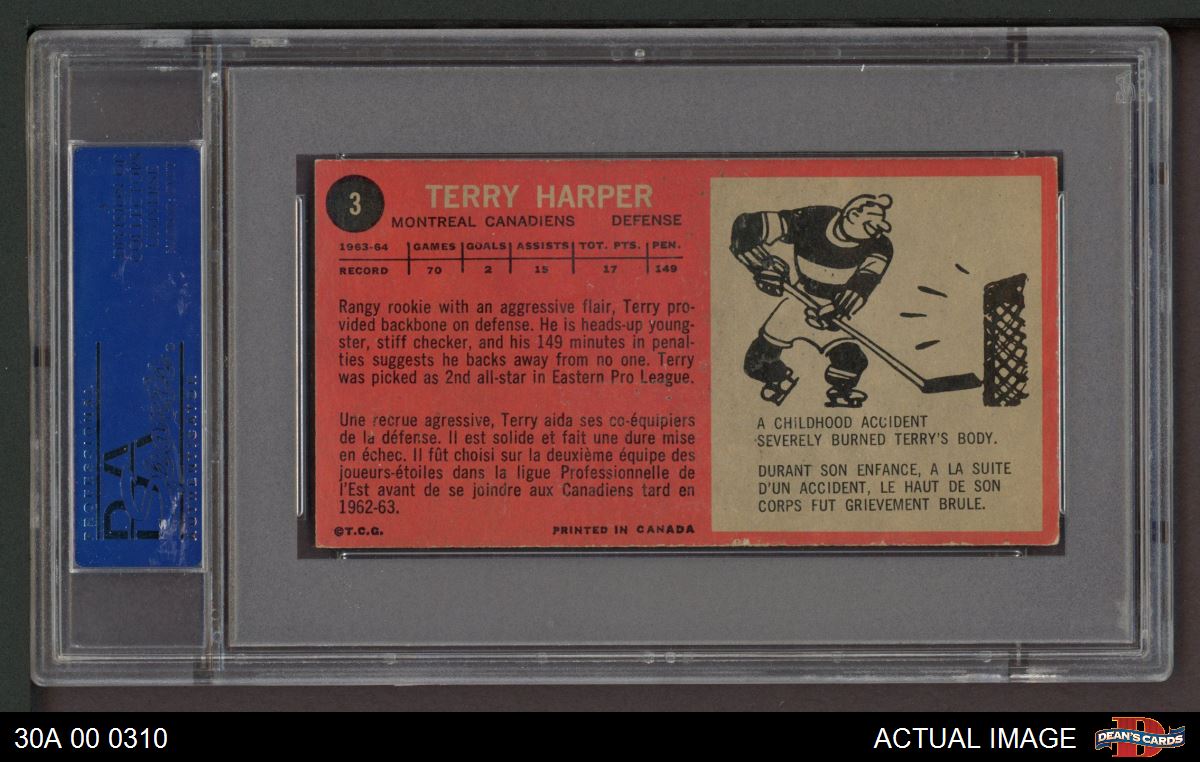 3
TERRY HARPER
MONTREAL CANADIENS DEFENSE
1963-64 GAMES GOALS ASSISTS TOT. PTS. PEN.
RECORD 70 2 15 17 149
Rangy rookie with an aggressive flair, Terry pro-
vided backbone on defense. He is heads-up young-
ster, stiff checker, and his 149 minutes in penal-
ties suggests he backs away from no one. Terry
was picked as 2nd all-star in Eastern Pro League.
Une recrue agressive, Terry aida ses co-équipiers
de la défense. Il est solide et fait une dure mise
en échec. Il fût choisi sur la deuxième équipe des
joueurs-étoiles dans la ligue Professionnelle de
l'Est avant de se joindre aux Canadiens tard en
1962-63.
©T.C.G. PRINTED IN CANADA
A CHILDHOOD ACCIDENT
SEVERELY BURNED TERRY'S BODY.
DURANT SON ENFANCE, A LA SUITE
D'UN ACCIDENT, LE HAUT DE SON
CORPS FUT GRIEVEMENT BRULE.
PROFESSIONAL
PSA
AUTHENTICATOR
30A 00 0310
ACTUAL IMAGE
DEAN'S CARDS